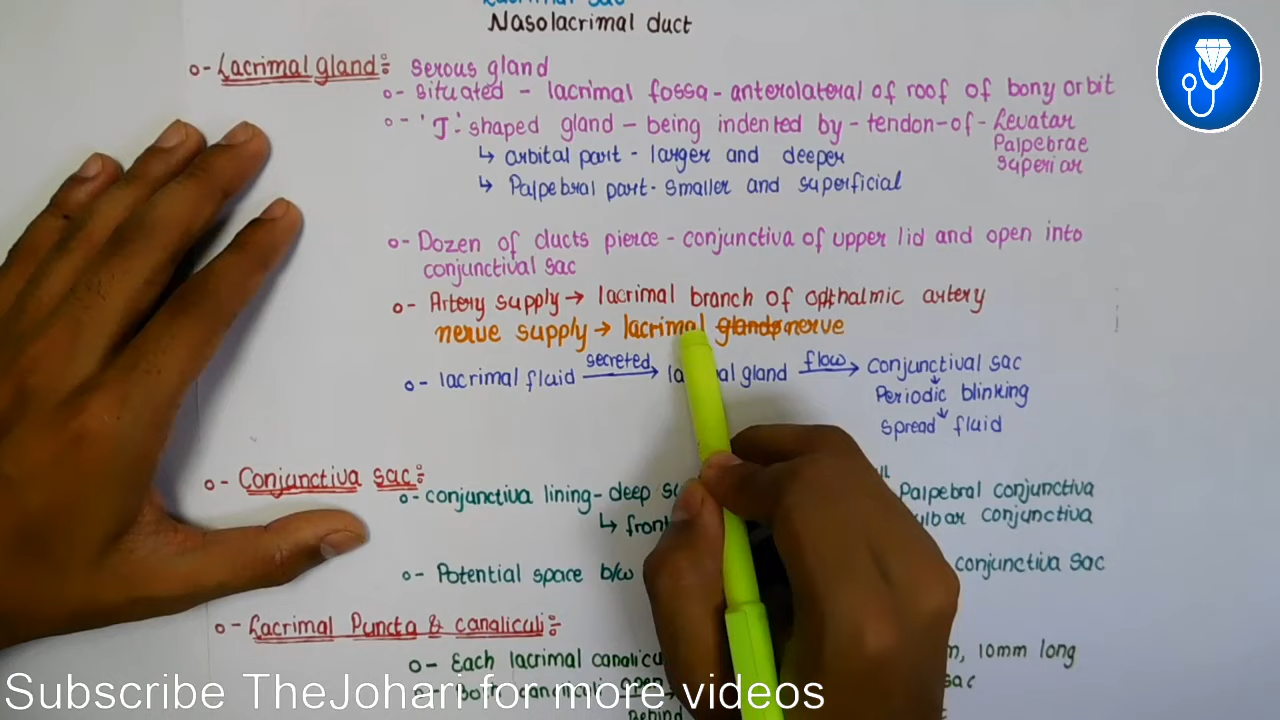 Nasolacrimal duct
o- Lacrimal gland: serous gland
o- situated - lacrimal fossa - anterolateral of roof of bony orbit
o- 'J' shaped gland - being indented by - tendon-of- Levatar
Palpebrae
superiar
↳ orbital part - larger and deeper
↳ Palpebral part - smaller and superficial
o- Dozen of ducts pierce - conjunctiva of upper lid and open into
conjunctival sac
o- Artery supply → lacrimal branch of opthalmic artery
nerve supply → lacrimal glands nerve
o- lacrimal fluid secreted → gland flow → Conjunctival sac
Periodic blinking
spread fluid
o- Conjunctiva sac:
o- conjunctiva lining - deep Palpebral conjunctiva
↳ conjunctiva
o- Potential space b/w conjunctiva sac
o- Lacrimal Puncta & canaliculi:
o- Each lacrimal 10mm long
o- Both canaliculi open sac
Behind
Subscribe TheJohari for more videos